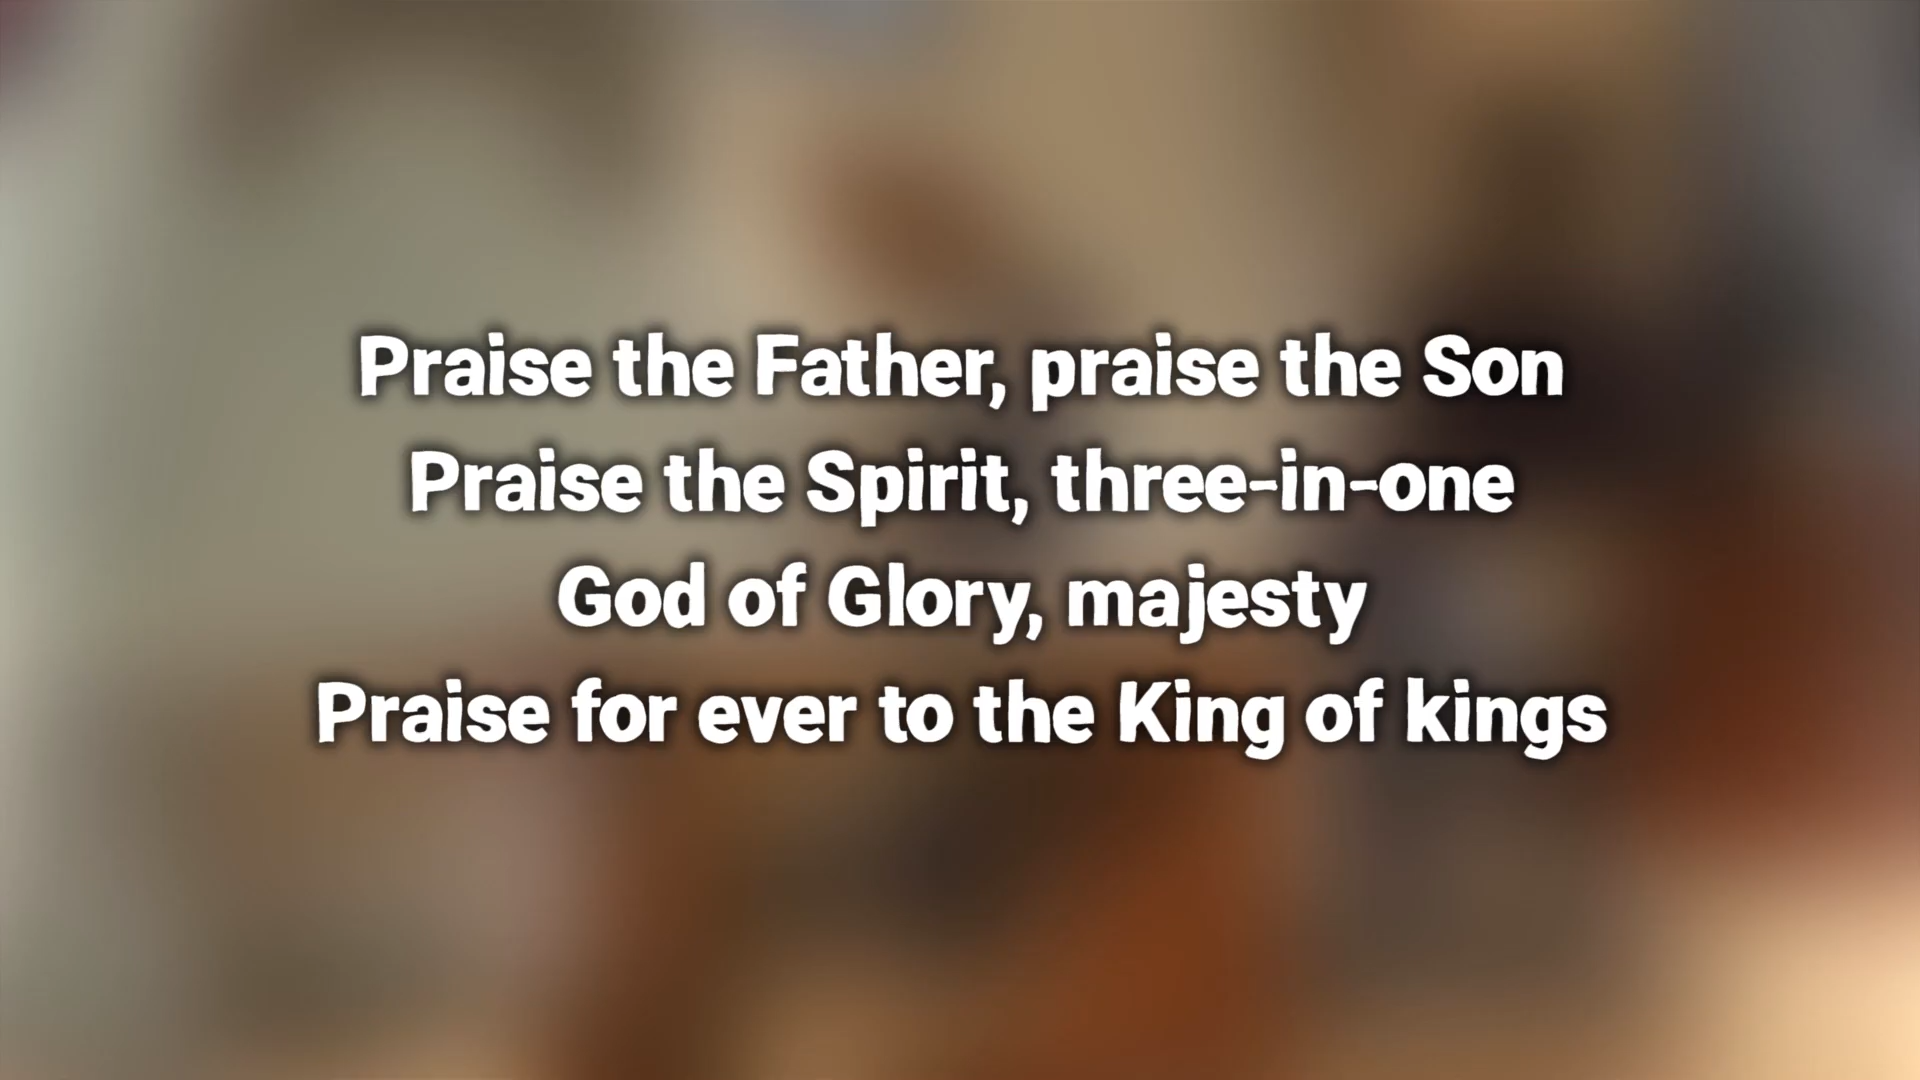 Praise the Father, praise the Son
Praise the Spirit, three-in-one
God of Glory, majesty
Praise for ever to the King of kings